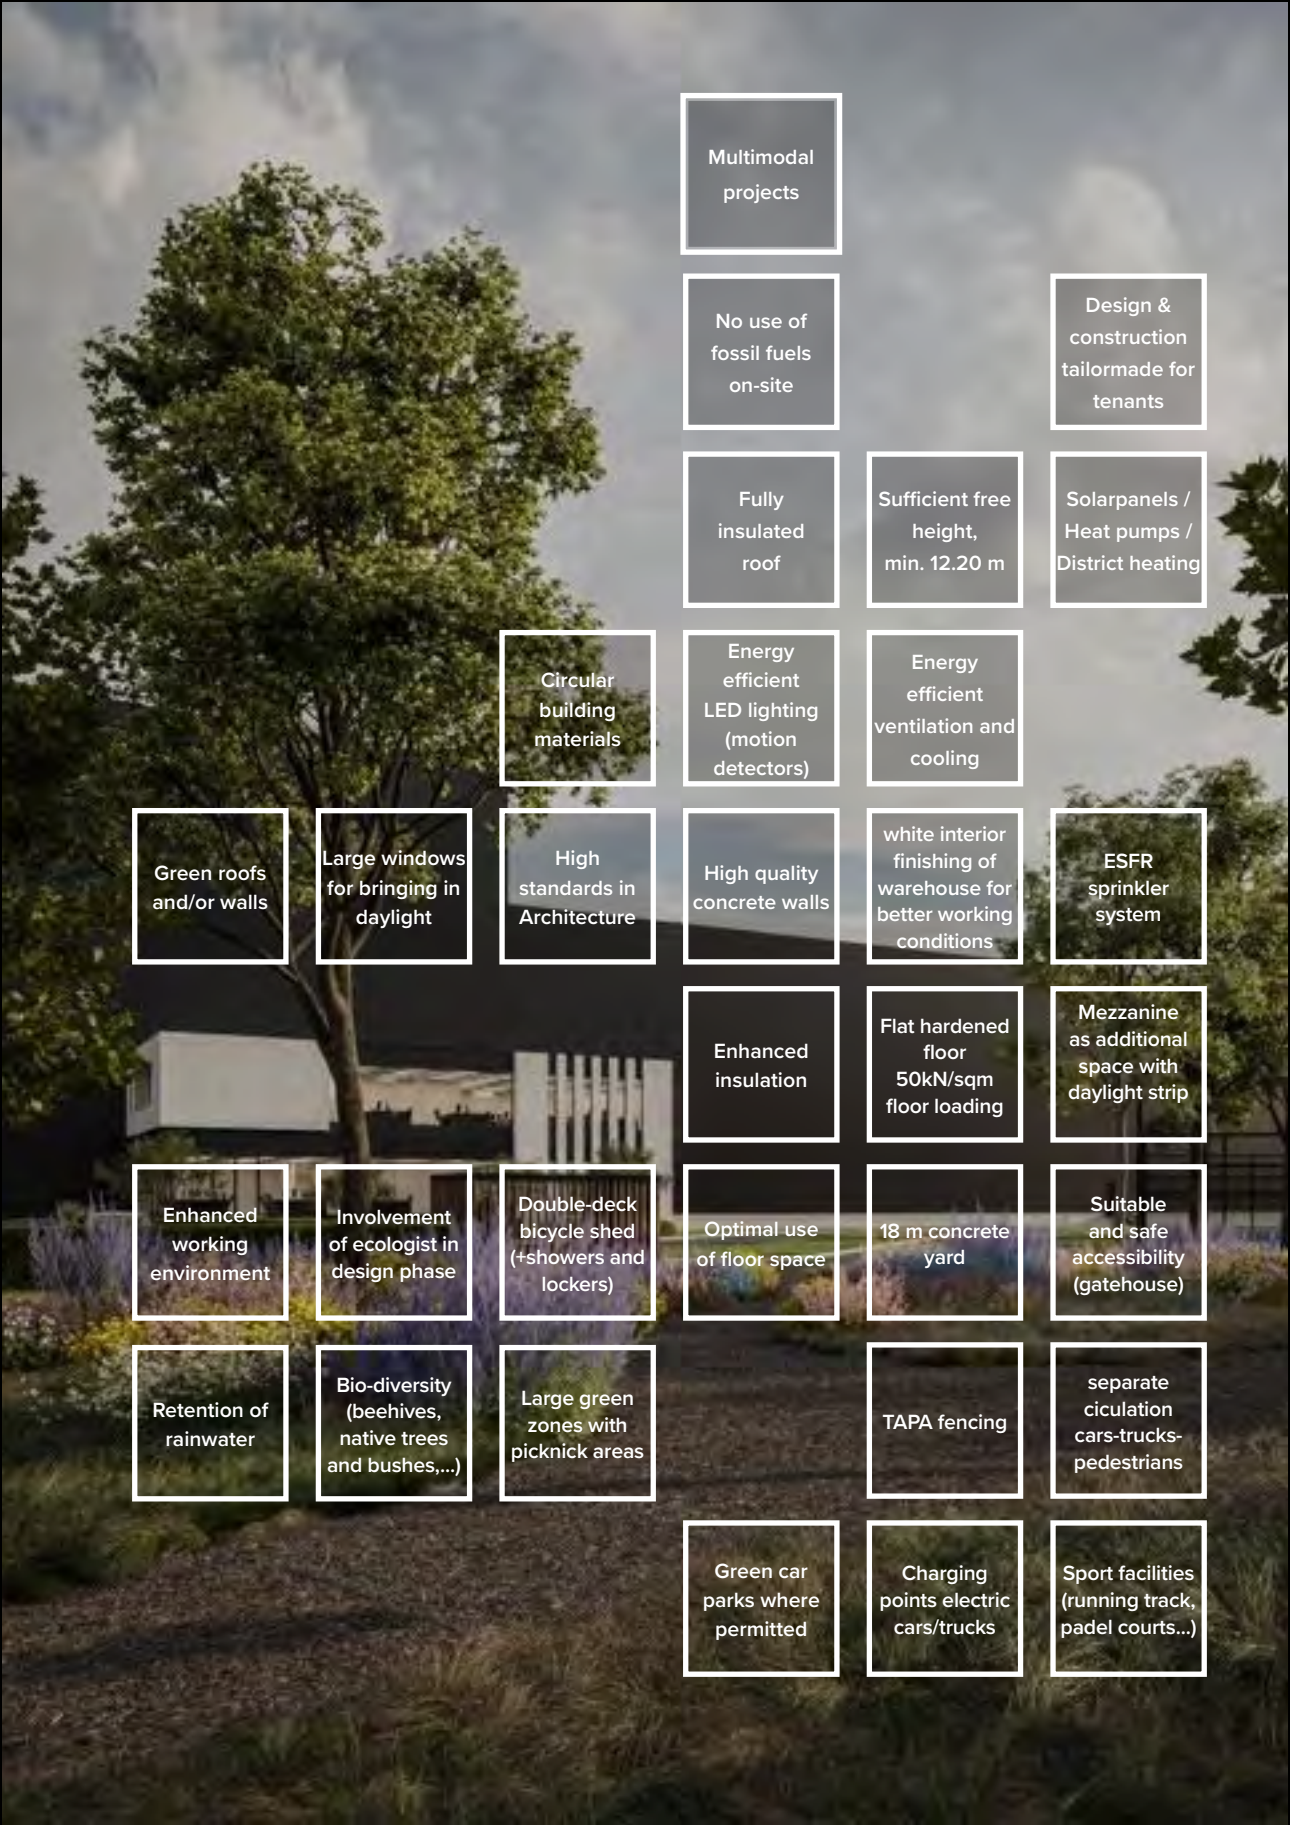 Multimodal
projects
No use of
fossil fuels
on-site
Design &
construction
tailormade for
tenants
Fully
insulated
roof
Sufficient free
height,
min. 12.20 m
Solarpanels /
Heat pumps /
District heating
Circular
building
materials
Energy
efficient
LED lighting
(motion
detectors)
Energy
efficient
ventilation and
cooling
Green roofs
and/or walls
Large windows
for bringing in
daylight
High
standards in
Architecture
High quality
concrete walls
white interior
finishing of
warehouse for
better working
conditions
ESFR
sprinkler
system
Enhanced
insulation
Flat hardened
floor
50kN/sqm
floor loading
Mezzanine
as additional
space with
daylight strip
Enhanced
working
environment
Involvement
of ecologist in
design phase
Double-deck
bicycle shed
(+showers and
lockers)
Optimal use
of floor space
18 m concrete
yard
Suitable
and safe
accessibility
(gatehouse)
Retention of
rainwater
Bio-diversity
(beehives,
native trees
and bushes,...)
Large green
zones with
picknick areas
TAPA fencing
separate
ciculation
cars-trucks-
pedestrians
Green car
parks where
permitted
Charging
points electric
cars/trucks
Sport facilities
(running track,
padel courts...)